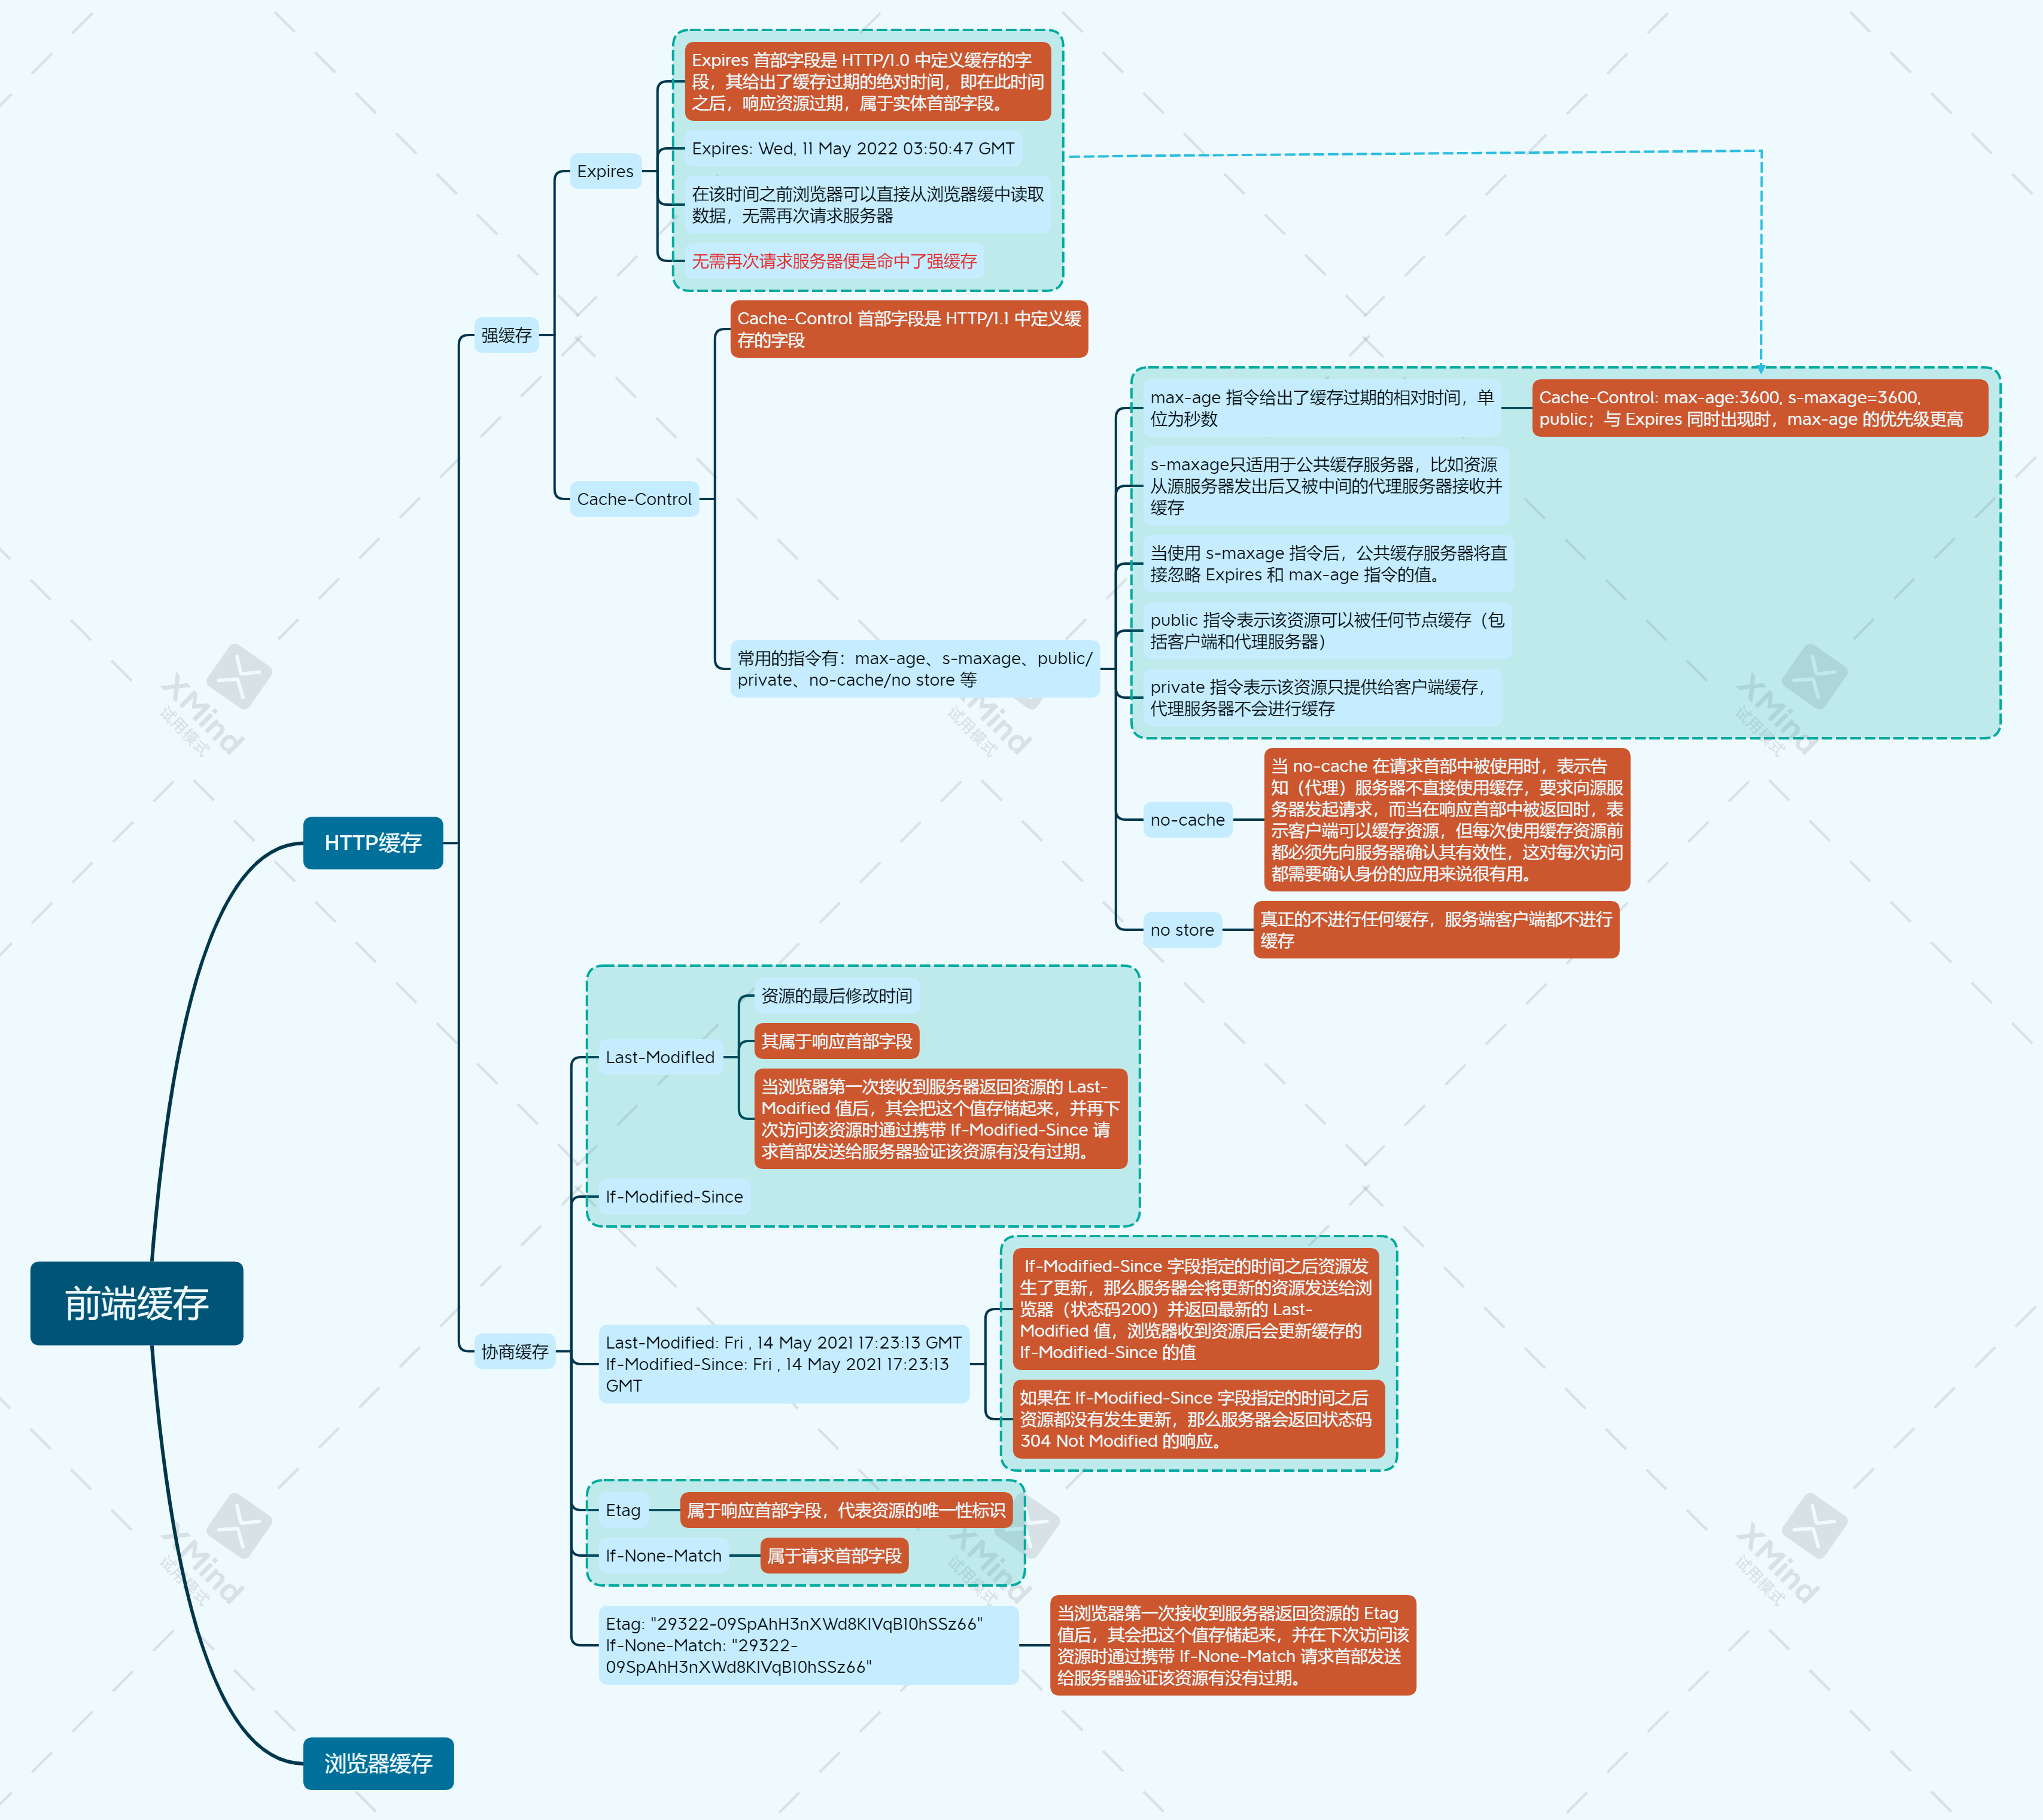 前端缓存
HTTP缓存
强缓存
Expires
Expires 首部字段是 HTTP/1.0 中定义缓存的字
段，其给出了缓存过期的绝对时间，即在此时间
之后，响应资源过期，属于实体首部字段。
Expires: Wed, 11 May 2022 03:50:47 GMT
在该时间之前浏览器可以直接从浏览器缓中读取
数据，无需再次请求服务器
无需再次请求服务器便是命中了强缓存
Cache-Control
Cache-Control 首部字段是 HTTP/1.1 中定义缓
存的字段
常用的指令有：max-age、s-maxage、public/
private、no-cache/no store 等
max-age 指令给出了缓存过期的相对时间，单
位为秒数
Cache-Control: max-age:3600, s-maxage=3600,
public；与 Expires 同时出现时，max-age 的优先级更高
s-maxage只适用于公共缓存服务器，比如资源
从源服务器发出后又被中间的代理服务器接收并
缓存
当使用 s-maxage 指令后，公共缓存服务器将直
接忽略 Expires 和 max-age 指令的值。
public 指令表示该资源可以被任何节点缓存（包
括客户端和代理服务器）
private 指令表示该资源只提供给客户端缓存，
代理服务器不会进行缓存
no-cache
当 no-cache 在请求首部中被使用时，表示告
知（代理）服务器不直接使用缓存，要求向源服
务器发起请求，而当在响应首部中被返回时，表
示客户端可以缓存资源，但每次使用缓存资源前
都必须先向服务器确认其有效性，这对每次访问
都需要确认身份的应用来说很有用。
no store
真正的不进行任何缓存，服务端客户端都不进行
缓存
协商缓存
Last-Modifled
资源的最后修改时间
其属于响应首部字段
当浏览器第一次接收到服务器返回资源的 Last-
Modified 值后，其会把这个值存储起来，并再下
次访问该资源时通过携带 If-Modified-Since 请
求首部发送给服务器验证该资源有没有过期。
If-Modified-Since
Last-Modified: Fri , 14 May 2021 17:23:13 GMT
If-Modified-Since: Fri , 14 May 2021 17:23:13
GMT
If-Modified-Since 字段指定的时间之后资源发
生了更新，那么服务器会将更新的资源发送给浏
览器（状态码200）并返回最新的 Last-
Modified 值，浏览器收到资源后会更新缓存的
If-Modified-Since 的值
如果在 If-Modified-Since 字段指定的时间之后
资源都没有发生更新，那么服务器会返回状态码
304 Not Modified 的响应。
Etag
属于响应首部字段，代表资源的唯一性标识
If-None-Match
属于请求首部字段
Etag: "29322-09SpAhH3nXWd8KIVqB10hSSz66"
If-None-Match: "29322-
09SpAhH3nXWd8KIVqB10hSSz66"
当浏览器第一次接收到服务器返回资源的 Etag
值后，其会把这个值存储起来，并在下次访问该
资源时通过携带 If-None-Match 请求首部发送
给服务器验证该资源有没有过期。
浏览器缓存
XMind
试用模式
XMind
试用模式
XMind
试用模式
XMind
试用模式
XMind
试用模式
XMind
试用模式